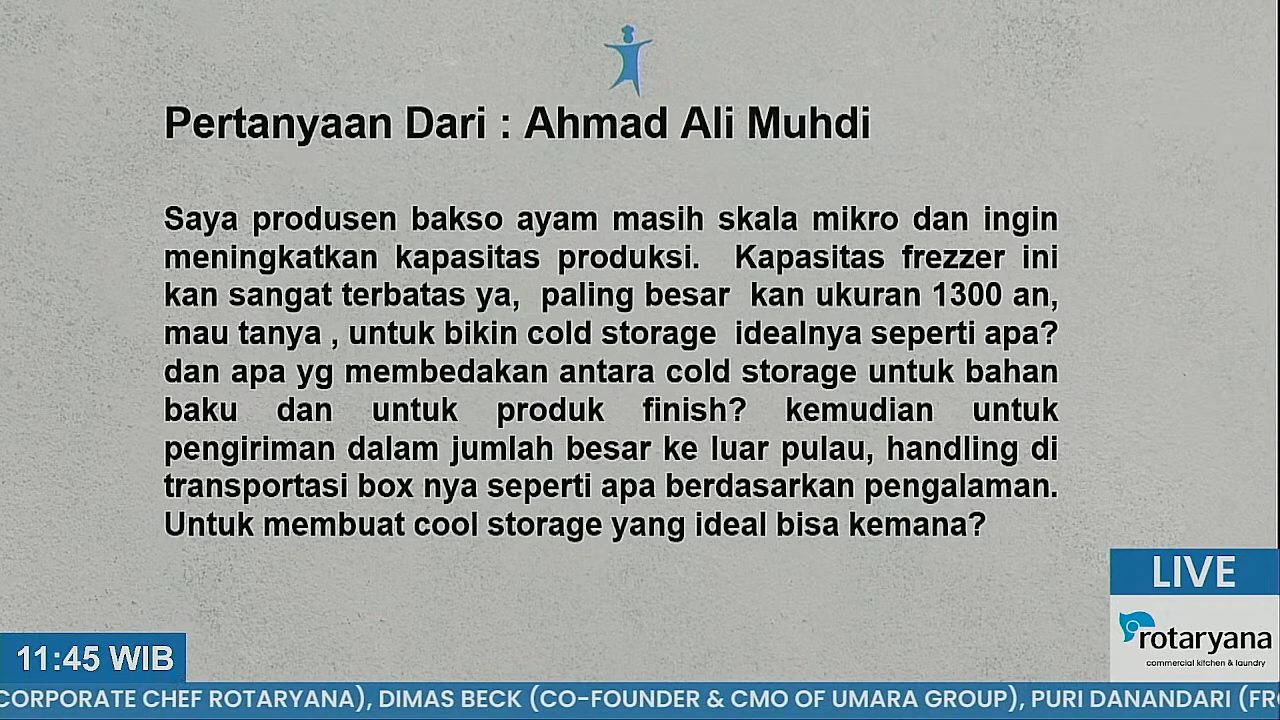 Pertanyaan Dari : Ahmad Ali Muhdi
Saya produsen bakso ayam masih skala mikro dan ingin
meningkatkan kapasitas produksi. Kapasitas frezzer ini
kan sangat terbatas ya, paling besar kan ukuran 1300 an,
mau tanya , untuk bikin cold storage idealnya seperti apa?
dan apa yg membedakan antara cold storage untuk bahan
baku dan untuk produk finish? kemudian untuk
pengiriman dalam jumlah besar ke luar pulau, handling di
transportasi box nya seperti apa berdasarkan pengalaman.
Untuk membuat cool storage yang ideal bisa kemana?
LIVE
rotaryana
commercial kitchen & laundry
11:45 WIB
CORPORATE CHEF ROTARYANA), DIMAS BECK (CO-FOUNDER & CMO OF UMARA GROUP), PURI DANANDARI (FR